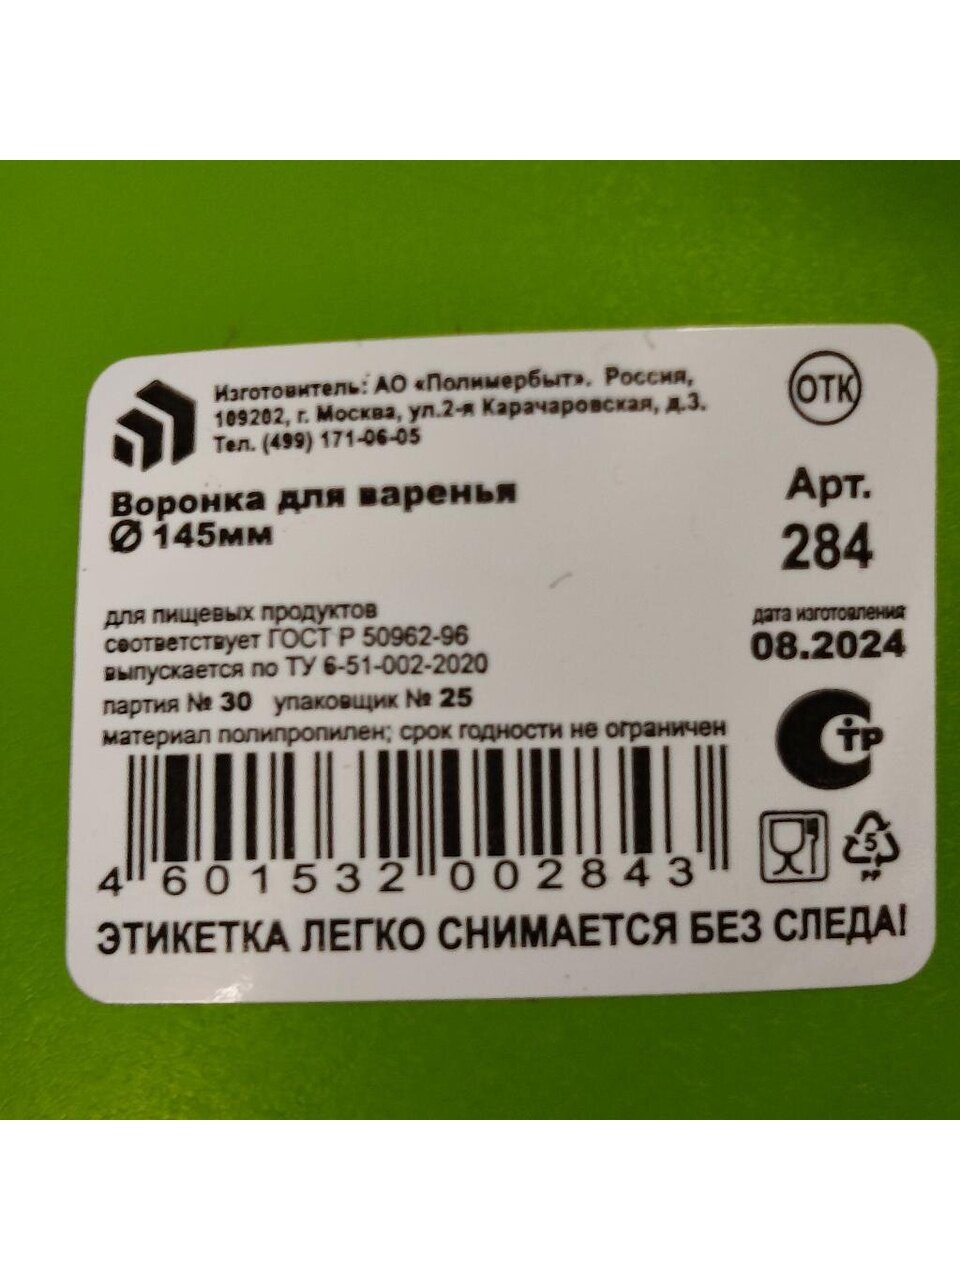 Изготовитель: АО «Полимербыт». Россия,
109202, г. Москва, ул.2-я Карачаровская, д.3.
Тел. (499) 171-06-05
ОТК
Воронка для варенья
Ø 145мм
Арт.
284
для пищевых продуктов
соответствует ГОСТ Р 50962-96
выпускается по ТУ 6-51-002-2020
партия № 30 упаковщик № 25
материал полипропилен; срок годности не ограничен
дата изготовления
08.2024
СТР
5
PP
4 601532 002843
ЭТИКЕТКА ЛЕГКО СНИМАЕТСЯ БЕЗ СЛЕДА!